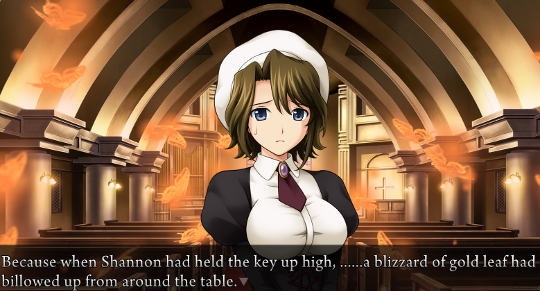 Because when Shannon had held the key up high, ......a blizzard of gold leaf had
billowed up from around the table.